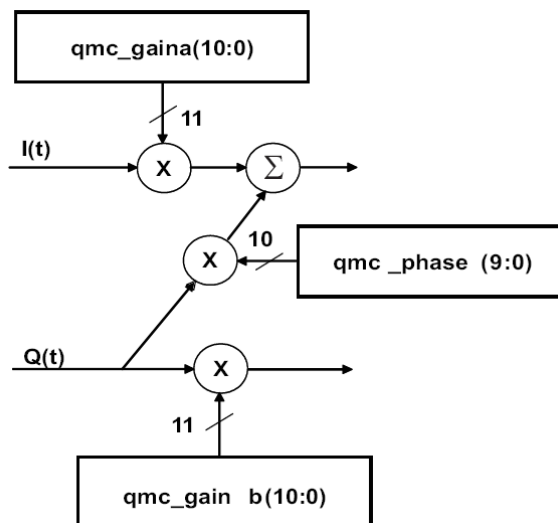 qmc_gaina(10:0)
11
I(t)
X
Σ
10
X
qmc _phase (9:0)
Q(t)
X
11
qmc_gain b(10:0)